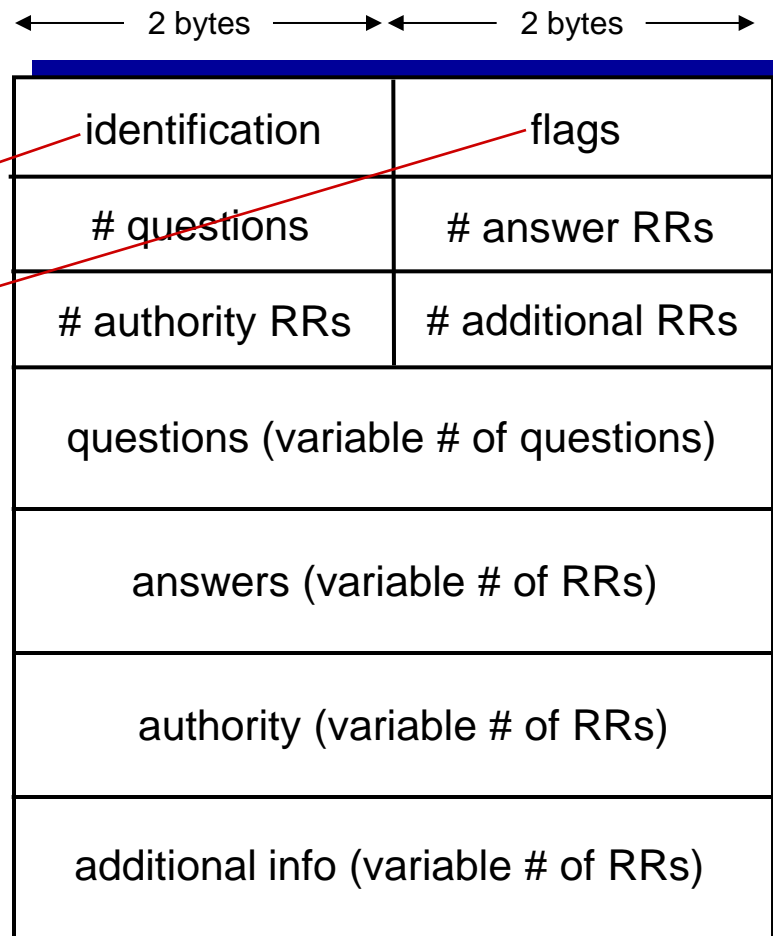 2 bytes 2 bytes
identification flags
# questions # answer RRs
# authority RRs # additional RRs
questions (variable # of questions)
answers (variable # of RRs)
authority (variable # of RRs)
additional info (variable # of RRs)